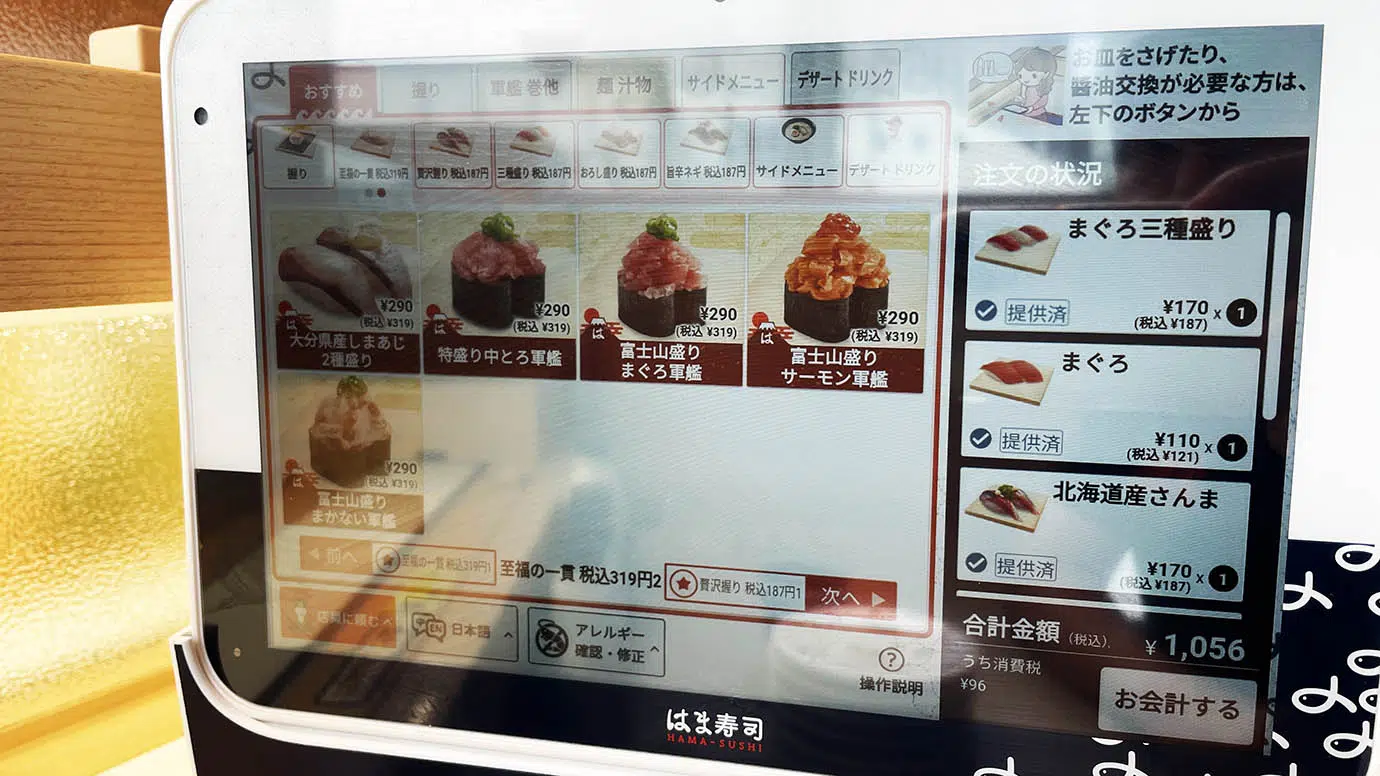 おすすめ
握り
軍艦 巻他
麺 汁物
サイドメニュー
デザート ドリンク
お皿をさげたり、
醤油交換が必要な方は、
左下のボタンから
握り
至福の一貫 税込319円
贅沢握り 税込187円
三種盛り 税込187円
おろし盛り 税込187円
旨辛ネギ 税込187円
サイドメニュー
デザート ドリンク
¥290
(税込 ¥319)
は
大分県産しまあじ
2種盛り
¥290
(税込 ¥319)
は
特盛り中とろ軍艦
¥290
(税込 ¥319)
は
富士山盛り
まぐろ軍艦
¥290
(税込 ¥319)
は
富士山盛り
サーモン軍艦
¥290
(税込 ¥319)
は
富士山盛り
まかない軍艦
前へ
至福の一貫 税込319円1
至福の一貫 税込319円2
贅沢握り 税込187円1
次へ
店員に頼む
EN
日本語
アレルギー
確認・修正
操作説明
注文の状況
まぐろ三種盛り
提供済
¥170 x 1
(税込 ¥187)
まぐろ
提供済
¥110 x 1
(税込 ¥121)
北海道産さんま
提供済
¥170 x 1
(税込 ¥187)
合計金額 (税込)
¥ 1,056
うち消費税
¥96
お会計する
はま寿司
HAMA-SUSHI